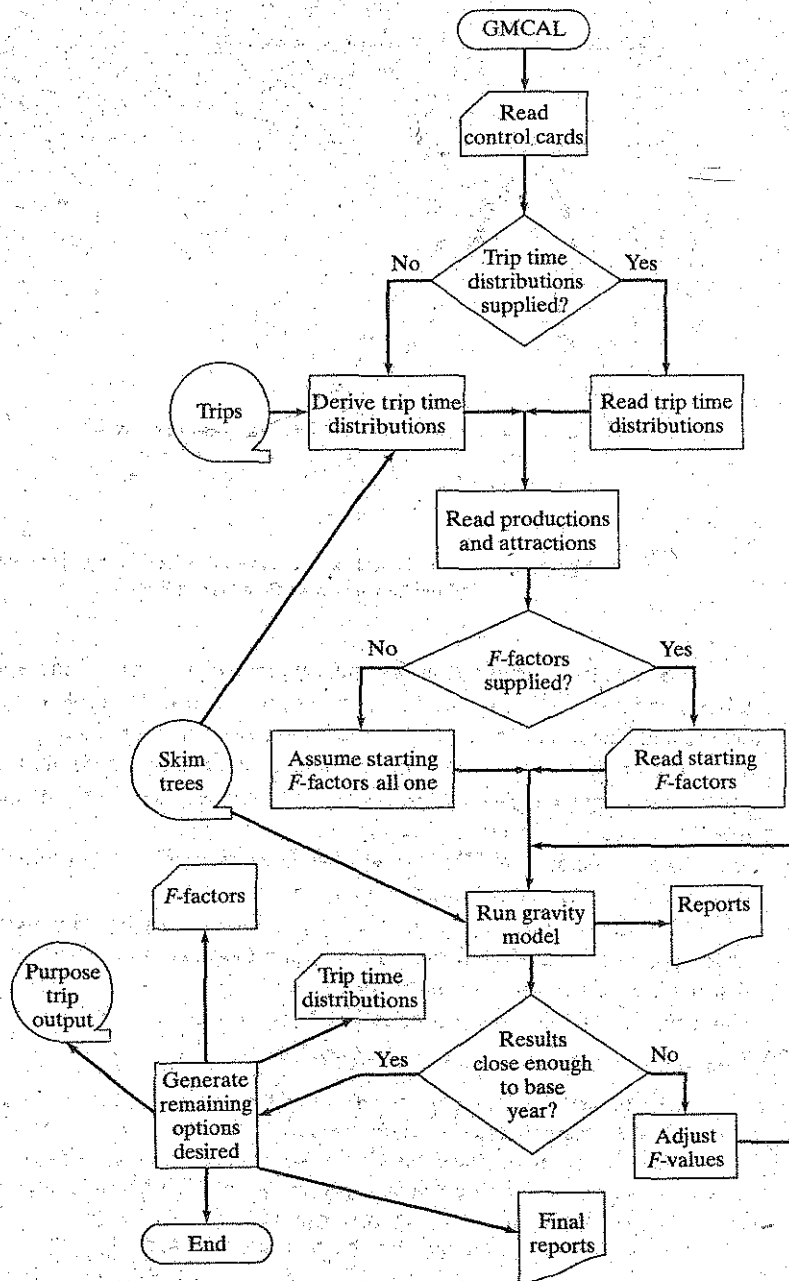 GMCAL
Read
control cards
No
Trip time
distributions
supplied?
Yes
Trips
Derive trip time
distributions
Read trip time
distributions
Read productions
and attractions
No
F-factors
supplied?
Yes
Skim
trees
Assume starting
F-factors all one
Read starting
F-factors
F-factors
Run gravity
model
Reports
Purpose
trip
output
Trip time
distributions
Yes
Results
close enough
to base
year?
No
Generate
remaining
options
desired
Adjust
F-values
End
Final
reports